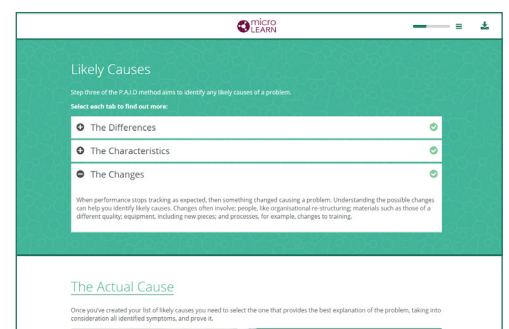 micro
LEARN
Likely Causes
Step three of the P.A.I.D method aims to identify any likely causes of a problem.
Select each tab to find out more:
The Differences
The Characteristics
The Changes
When performance stops tracking as expected, then something changed causing a problem. Understanding the possible changes
can help you identify likely causes. Changes often involve; people, like organisational re-structuring; materials such as those of a
different quality; equipment, including new pieces; and processes, for example, changes to training.
The Actual Cause
Once you've created your list of likely causes you need to select the one that provides the best explanation of the problem, taking into
consideration all identified symptoms, and prove it.